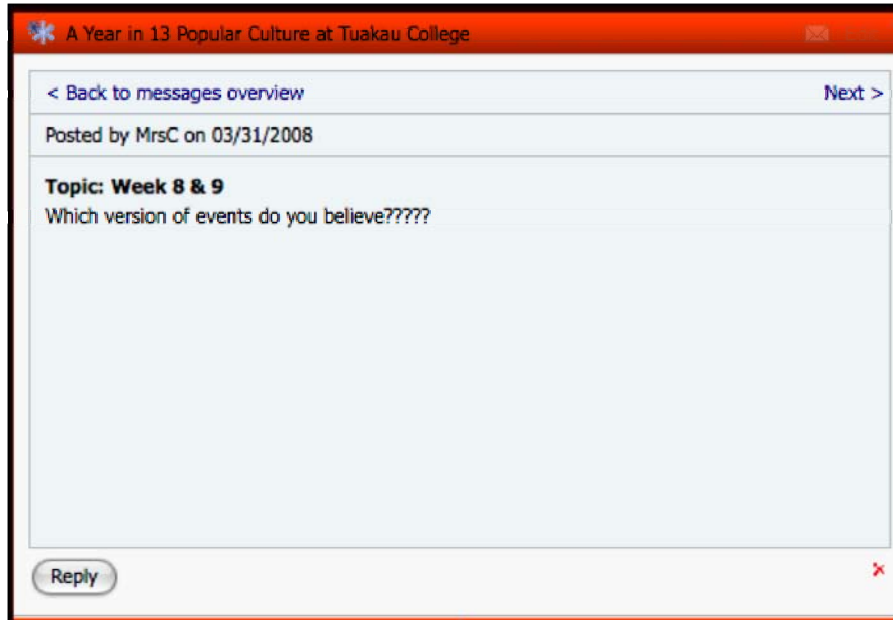 A Year in 13 Popular Culture at Tuakau College
< Back to messages overview
Next >
Posted by MrsC on 03/31/2008
Topic: Week 8 & 9
Which version of events do you believe?????
Reply